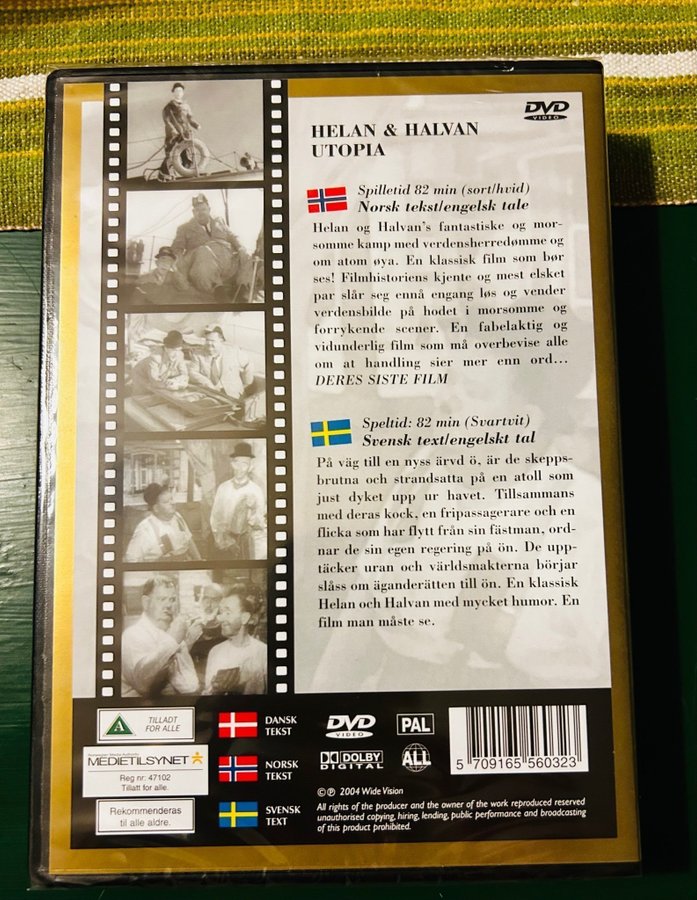 DVD
VIDEO
HELAN & HALVAN
UTOPIA
Spilletid 82 min (sort/hvid)
Norsk tekst/engelsk tale
Helan og Halvan's fantastiske og mor-
somme kamp med verdensherredømme og
om atom øya. En klassisk film som bør
ses! Filmhistoriens kjente og mest elsket
par slår seg ennå engang løs og vender
verdensbilde på hodet i morsomme og
forrykende scener. En fabelaktig og
vidunderlig film som må overbevise alle
om at handling sier mer enn ord...
DERES SISTE FILM
Speltid: 82 min (Svartvit)
Svensk text/engelskt tal
På väg till en nyss ärvd ö, är de skepps-
brutna och strandsatta på en atoll som
just dyket upp ur havet. Tillsammans
med deras kock, en fripassagerare och en
flicka som har flytt från sin fästman, ord-
nar de sin egen regering på ön. De upp-
täcker uran och världsmakterna börjar
slåss om äganderätten till ön. En klassisk
Helan och Halvan med mycket humor. En
film man måste se.
A TILLADT
FOR ALLE
Norwegian Media Authority
MEDIETILSYNET
Reg nr: 47102
Tillatt for alle.
Rekommenderas
til alle aldre.
DANSK
TEKST
NORSK
TEKST
SVENSK
TEXT
DVD
VIDEO
PAL
DOLBY
DIGITAL
ALL
5 709165 560323
©℗ 2004 Wide Vision
All rights of the producer and the owner of the work reproduced reserved
unauthorised copying, hiring, lending, public performance and broadcasting
of this product prohibited.